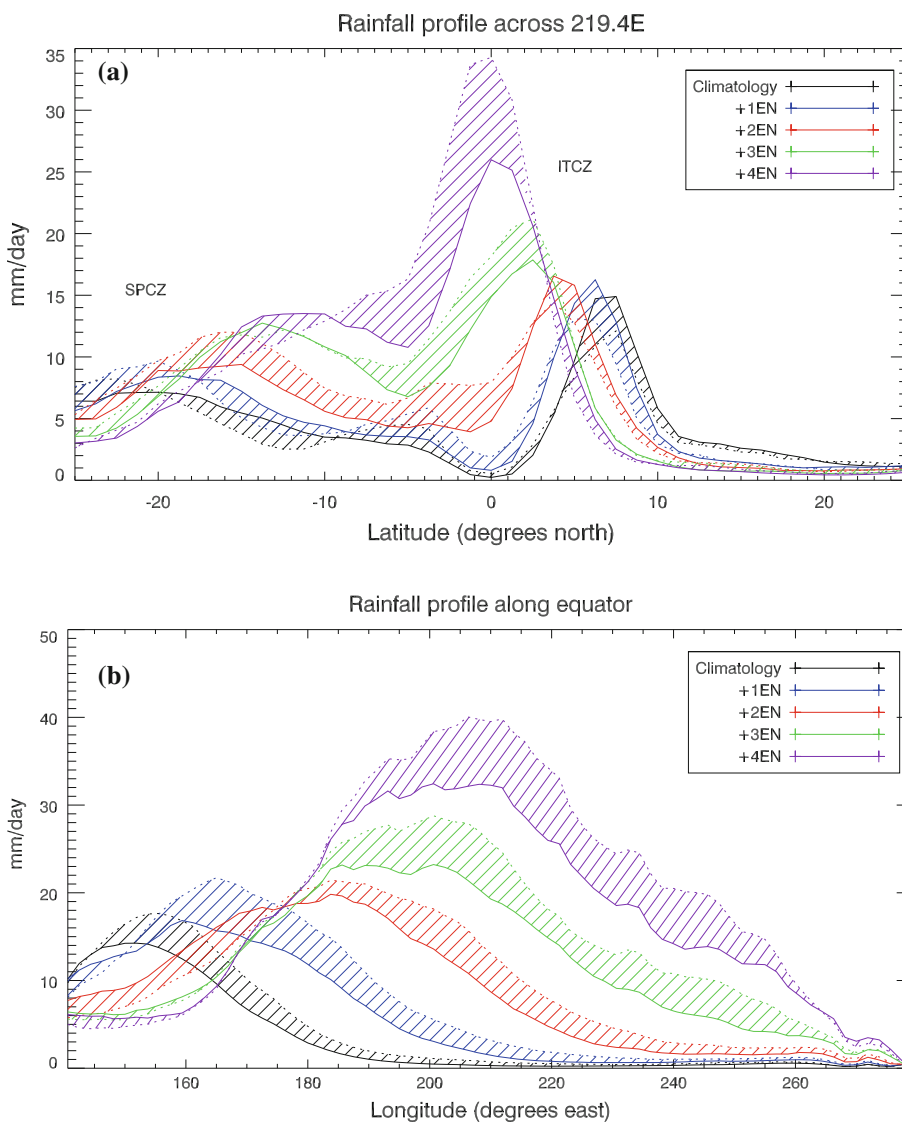 Rainfall profile across 219.4E
(a)
35
30
25
20
15
10
5
0
mm/day
SPCZ
ITCZ
Climatology
+1EN
+2EN
+3EN
+4EN
-20
-10
0
10
20
Latitude (degrees north)
Rainfall profile along equator
(b)
50
40
30
20
10
0
mm/day
Climatology
+1EN
+2EN
+3EN
+4EN
160
180
200
220
240
260
Longitude (degrees east)